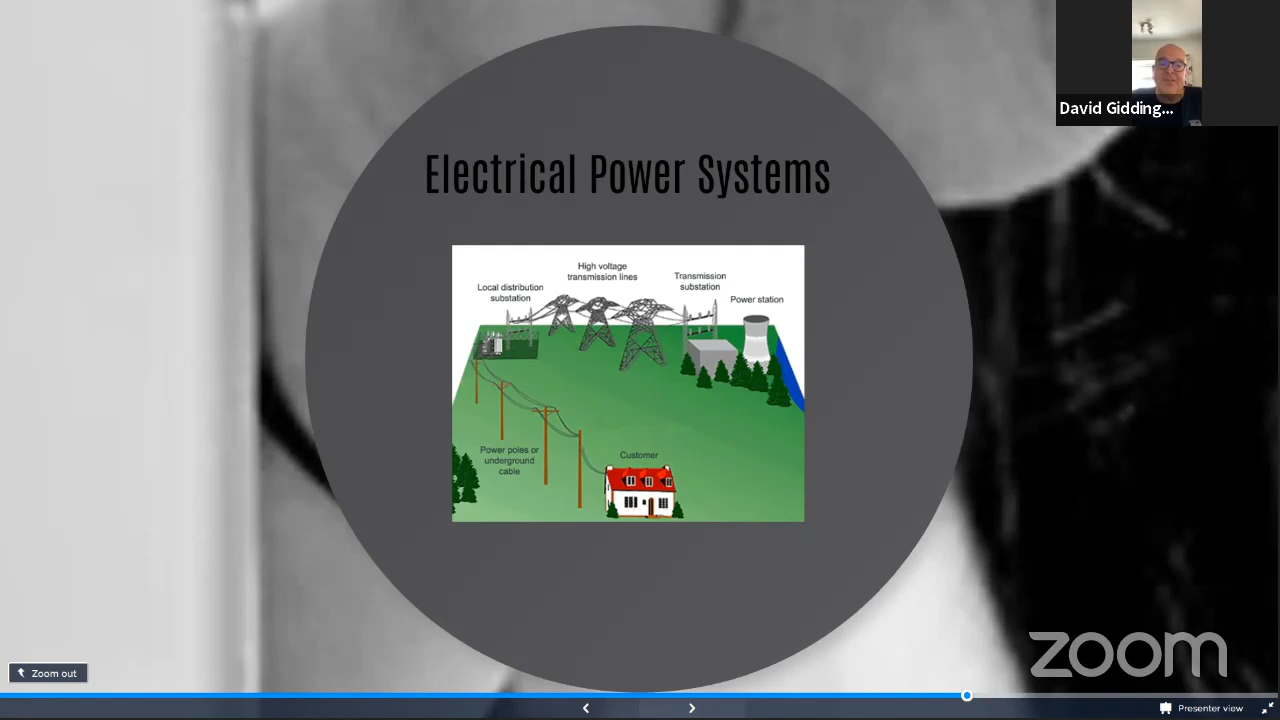 David Gidding...
Electrical Power Systems
High voltage
transmission lines
Transmission
substation
Local distribution
substation
Power station
Power poles or
underground
cable
Customer
zoom
Zoom out
Presenter view